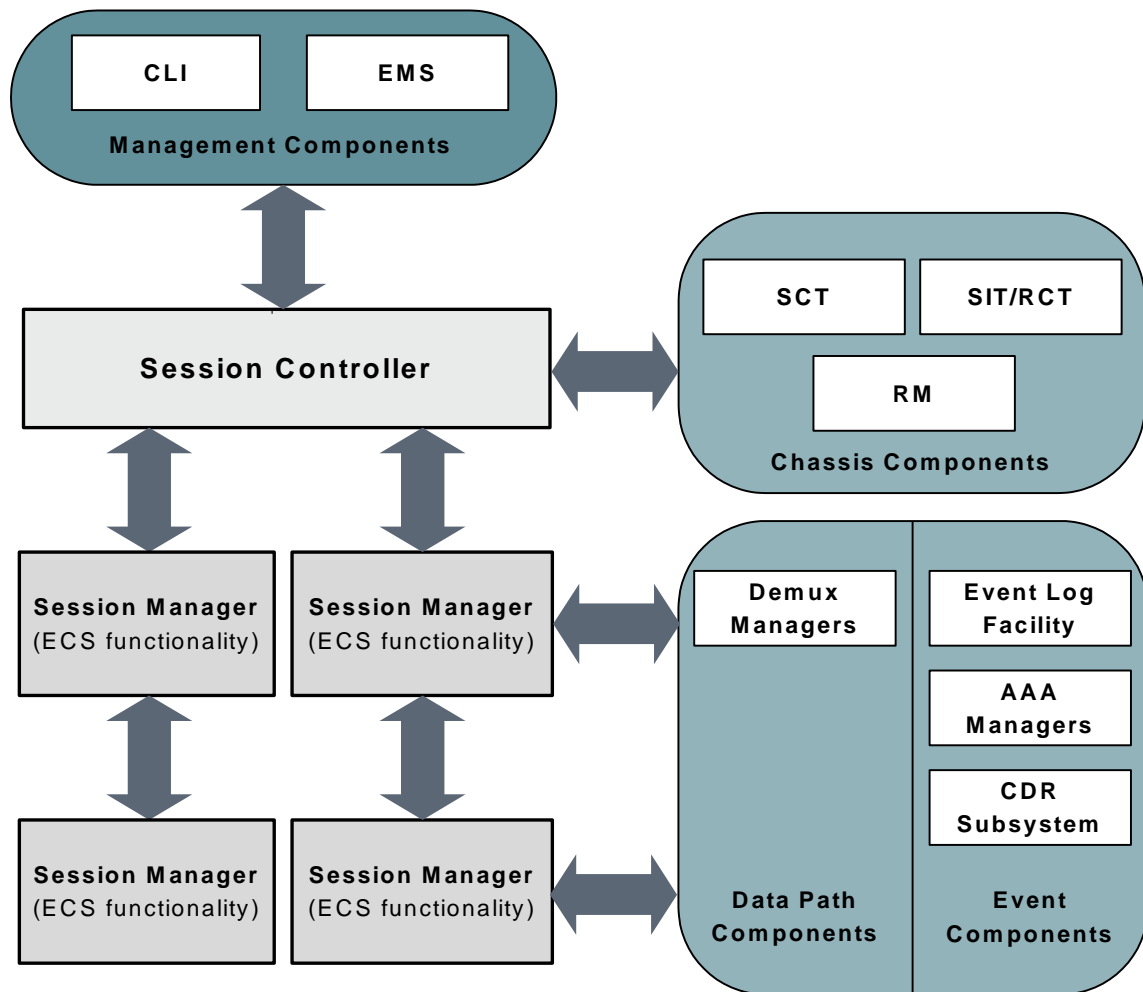 CLI
EMS
Management Components
SCT
SIT/RCT
RM
Chassis Components
Session Controller
Session Manager
(ECS functionality)
Session Manager
(ECS functionality)
Session Manager
(ECS functionality)
Session Manager
(ECS functionality)
Demux
Managers
Data Path
Components
Event Log
Facility
AAA
Managers
CDR
Subsystem
Event
Components